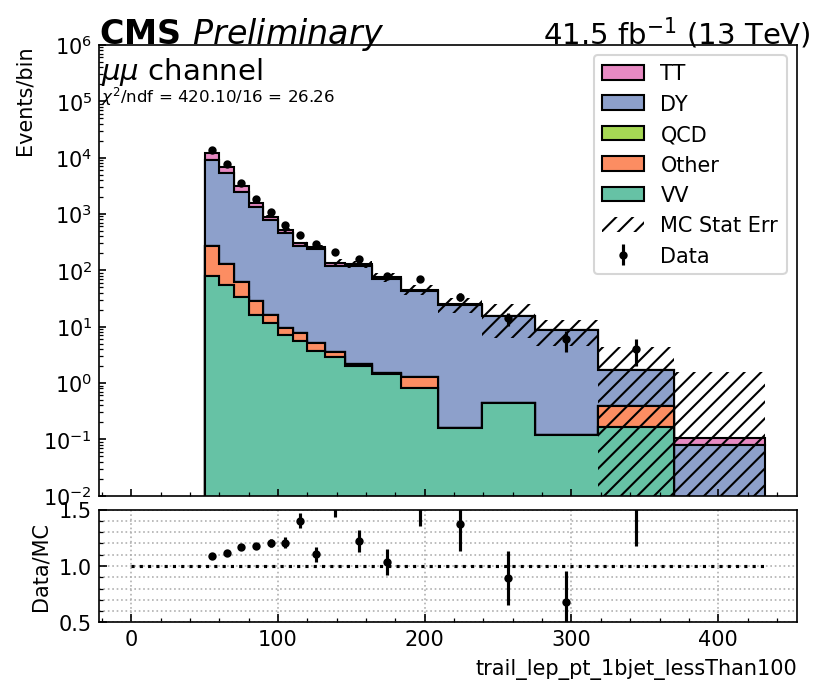 CMS Preliminary 41.5 fb⁻¹ (13 TeV)
μμ channel
χ²/ndf = 420.10/16 = 26.26
Events/bin
10⁶
10⁵
10⁴
10³
10²
10¹
10⁰
10⁻¹
10⁻²
TT
DY
QCD
Other
VV
MC Stat Err
Data
Data/MC
1.5
1.0
0.5
0 100 200 300 400
trail_lep_pt_1bjet_lessThan100